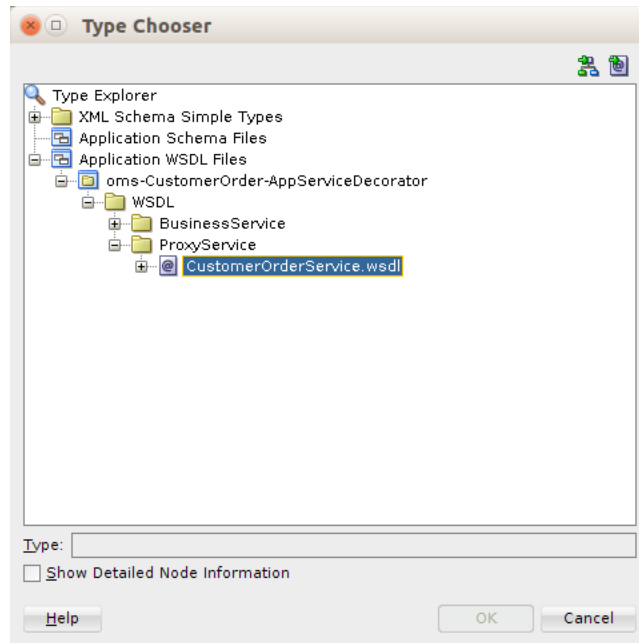 Type Chooser
Type Explorer
XML Schema Simple Types
Application Schema Files
Application WSDL Files
oms-CustomerOrder-AppServiceDecorator
WSDL
BusinessService
ProxyService
CustomerOrderService.wsdl
Type:
Show Detailed Node Information
Help OK Cancel